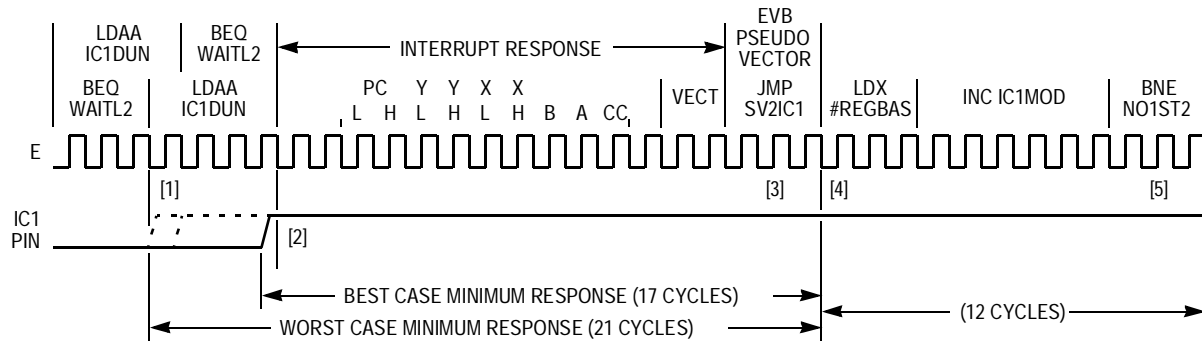 LDAA
IC1DUN
BEQ
WAITL2
INTERRUPT RESPONSE
EVB
PSEUDO
VECTOR
BEQ
WAITL2
LDAA
IC1DUN
PC Y Y X X
L H L H L H B A CC
VECT
JMP
SV2IC1
LDX
#REGBAS
INC IC1MOD
BNE
NO1ST2
E
[1]
[3]
[4]
[5]
IC1
PIN
[2]
BEST CASE MINIMUM RESPONSE (17 CYCLES)
WORST CASE MINIMUM RESPONSE (21 CYCLES)
(12 CYCLES)